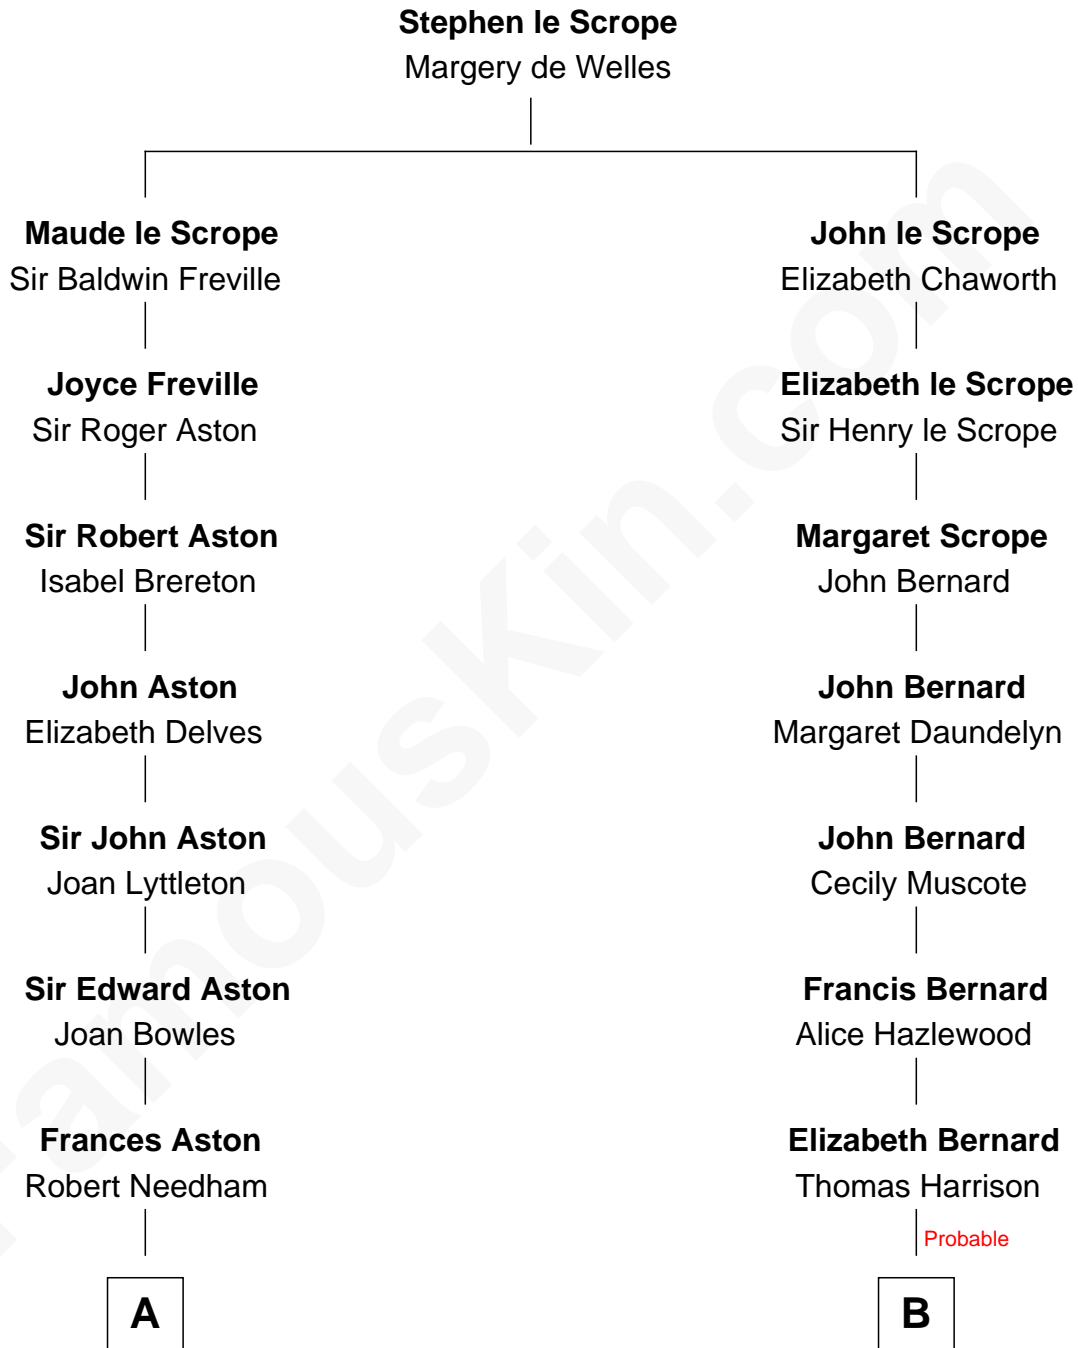 Stephen le Scrope
Margery de Welles
Maude le Scrope
Sir Baldwin Freville
John le Scrope
Elizabeth Chaworth
Joyce Freville
Sir Roger Aston
Elizabeth le Scrope
Sir Henry le Scrope
Sir Robert Aston
Isabel Brereton
Margaret Scrope
John Bernard
John Aston
Elizabeth Delves
John Bernard
Margaret Daundelyn
Sir John Aston
Joan Lyttleton
John Bernard
Cecily Muscote
Sir Edward Aston
Joan Bowles
Francis Bernard
Alice Hazlewood
Frances Aston
Robert Needham
Elizabeth Bernard
Thomas Harrison
Probable
A
B
FamousKin.com